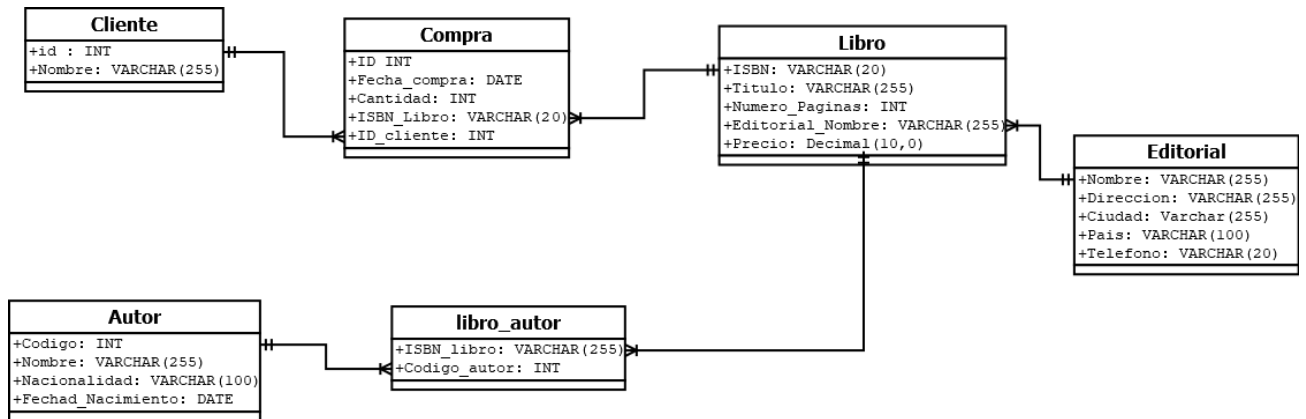 Cliente
+id : INT
+Nombre: VARCHAR(255)
Compra
+ID INT
+Fecha_compra: DATE
+Cantidad: INT
+ISBN_Libro: VARCHAR(20)
+ID_cliente: INT
Libro
+ISBN: VARCHAR(20)
+Titulo: VARCHAR(255)
+Numero_Paginas: INT
+Editorial_Nombre: VARCHAR(255)
+Precio: Decimal(10,0)
Editorial
+Nombre: VARCHAR(255)
+Direccion: VARCHAR(255)
+Ciudad: Varchar(255)
+Pais: VARCHAR(100)
+Telefono: VARCHAR(20)
Autor
+Codigo: INT
+Nombre: VARCHAR(255)
+Nacionalidad: VARCHAR(100)
+Fechad_Nacimiento: DATE
libro_autor
+ISBN_libro: VARCHAR(255)
+Codigo_autor: INT